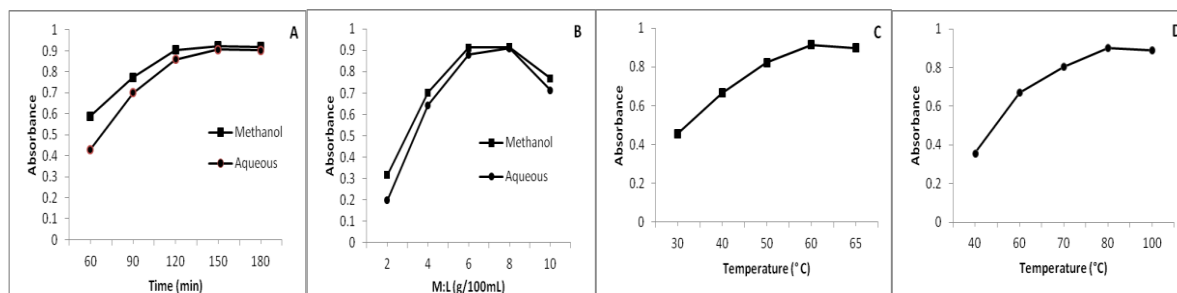 A
Absorbance
1
0.9
0.8
0.7
0.6
0.5
0.4
0.3
0.2
0.1
0
Methanol
Aqueous
60 90 120 150 180
Time (min)
B
Absorbance
1
0.9
0.8
0.7
0.6
0.5
0.4
0.3
0.2
0.1
0
Methanol
Aqueous
2 4 6 8 10
M:L (g/100mL)
C
Absorbance
1
0.8
0.6
0.4
0.2
0
30 40 50 60 65
Temperature (°C)
D
Absorbance
1
0.8
0.6
0.4
0.2
0
40 60 70 80 100
Temperature (°C)